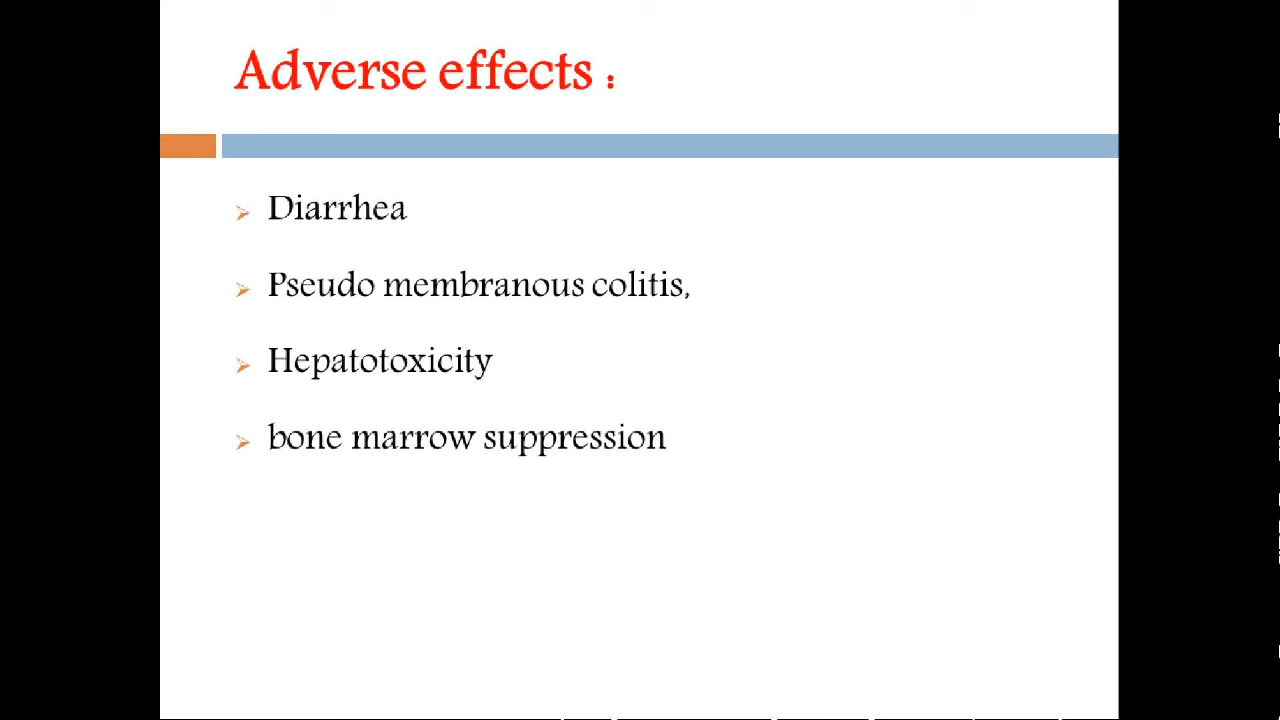 Adverse effects :
Diarrhea
Pseudo membranous colitis,
Hepatotoxicity
bone marrow suppression